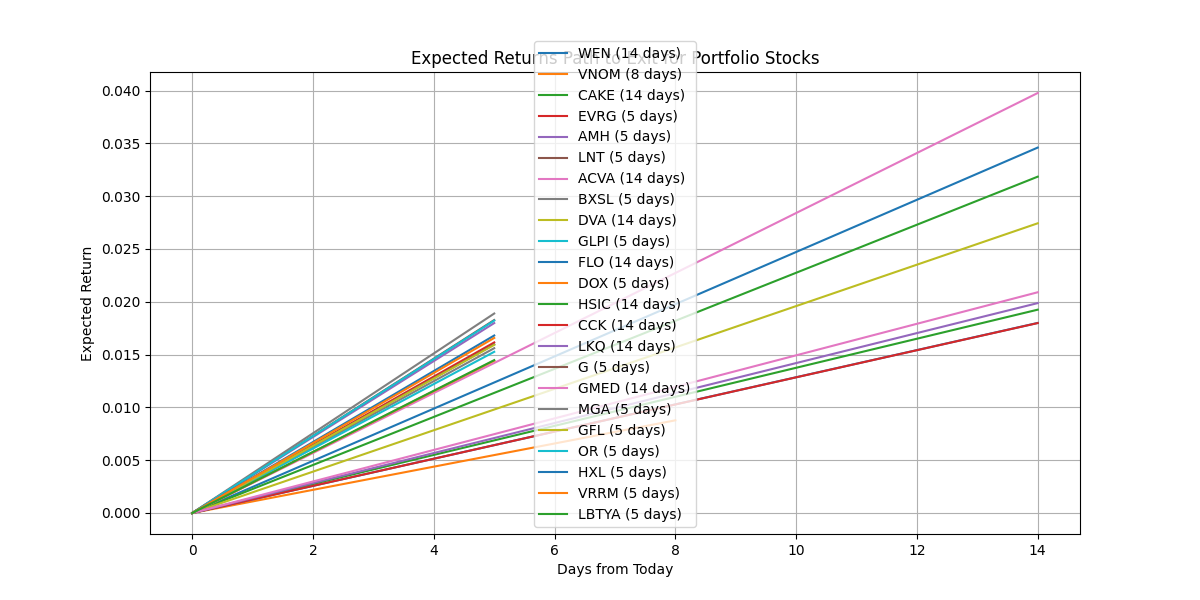 Expected Returns Path to Exit for Portfolio Stocks
WEN (14 days)
VNOM (8 days)
CAKE (14 days)
EVRG (5 days)
AMH (5 days)
LNT (5 days)
ACVA (14 days)
BXSL (5 days)
DVA (14 days)
GLPI (5 days)
FLO (14 days)
DOX (5 days)
HSIC (14 days)
CCK (14 days)
LKQ (14 days)
G (5 days)
GMED (14 days)
MGA (5 days)
GFL (5 days)
OR (5 days)
HXL (5 days)
VRRM (5 days)
LBTYA (5 days)
Expected Return
0.040
0.035
0.030
0.025
0.020
0.015
0.010
0.005
0.000
0 2 4 6 8 10 12 14
Days from Today